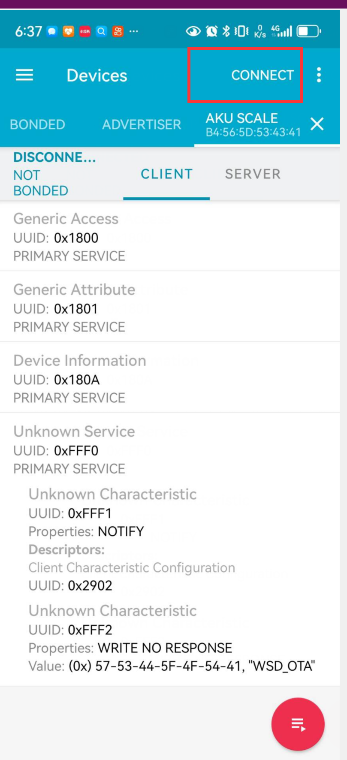 6:37 ... 0 K/s 4G
Devices CONNECT
BONDED ADVERTISER AKU SCALE
B4:56:5D:53:43:41
DISCONNE...
NOT
BONDED
CLIENT SERVER
Generic Access
UUID: 0x1800
PRIMARY SERVICE
Generic Attribute
UUID: 0x1801
PRIMARY SERVICE
Device Information
UUID: 0x180A
PRIMARY SERVICE
Unknown Service
UUID: 0xFFF0
PRIMARY SERVICE
Unknown Characteristic
UUID: 0xFFF1
Properties: NOTIFY
Descriptors:
Client Characteristic Configuration
UUID: 0x2902
Unknown Characteristic
UUID: 0xFFF2
Properties: WRITE NO RESPONSE
Value: (0x) 57-53-44-5F-4F-54-41, "WSD_OTA"